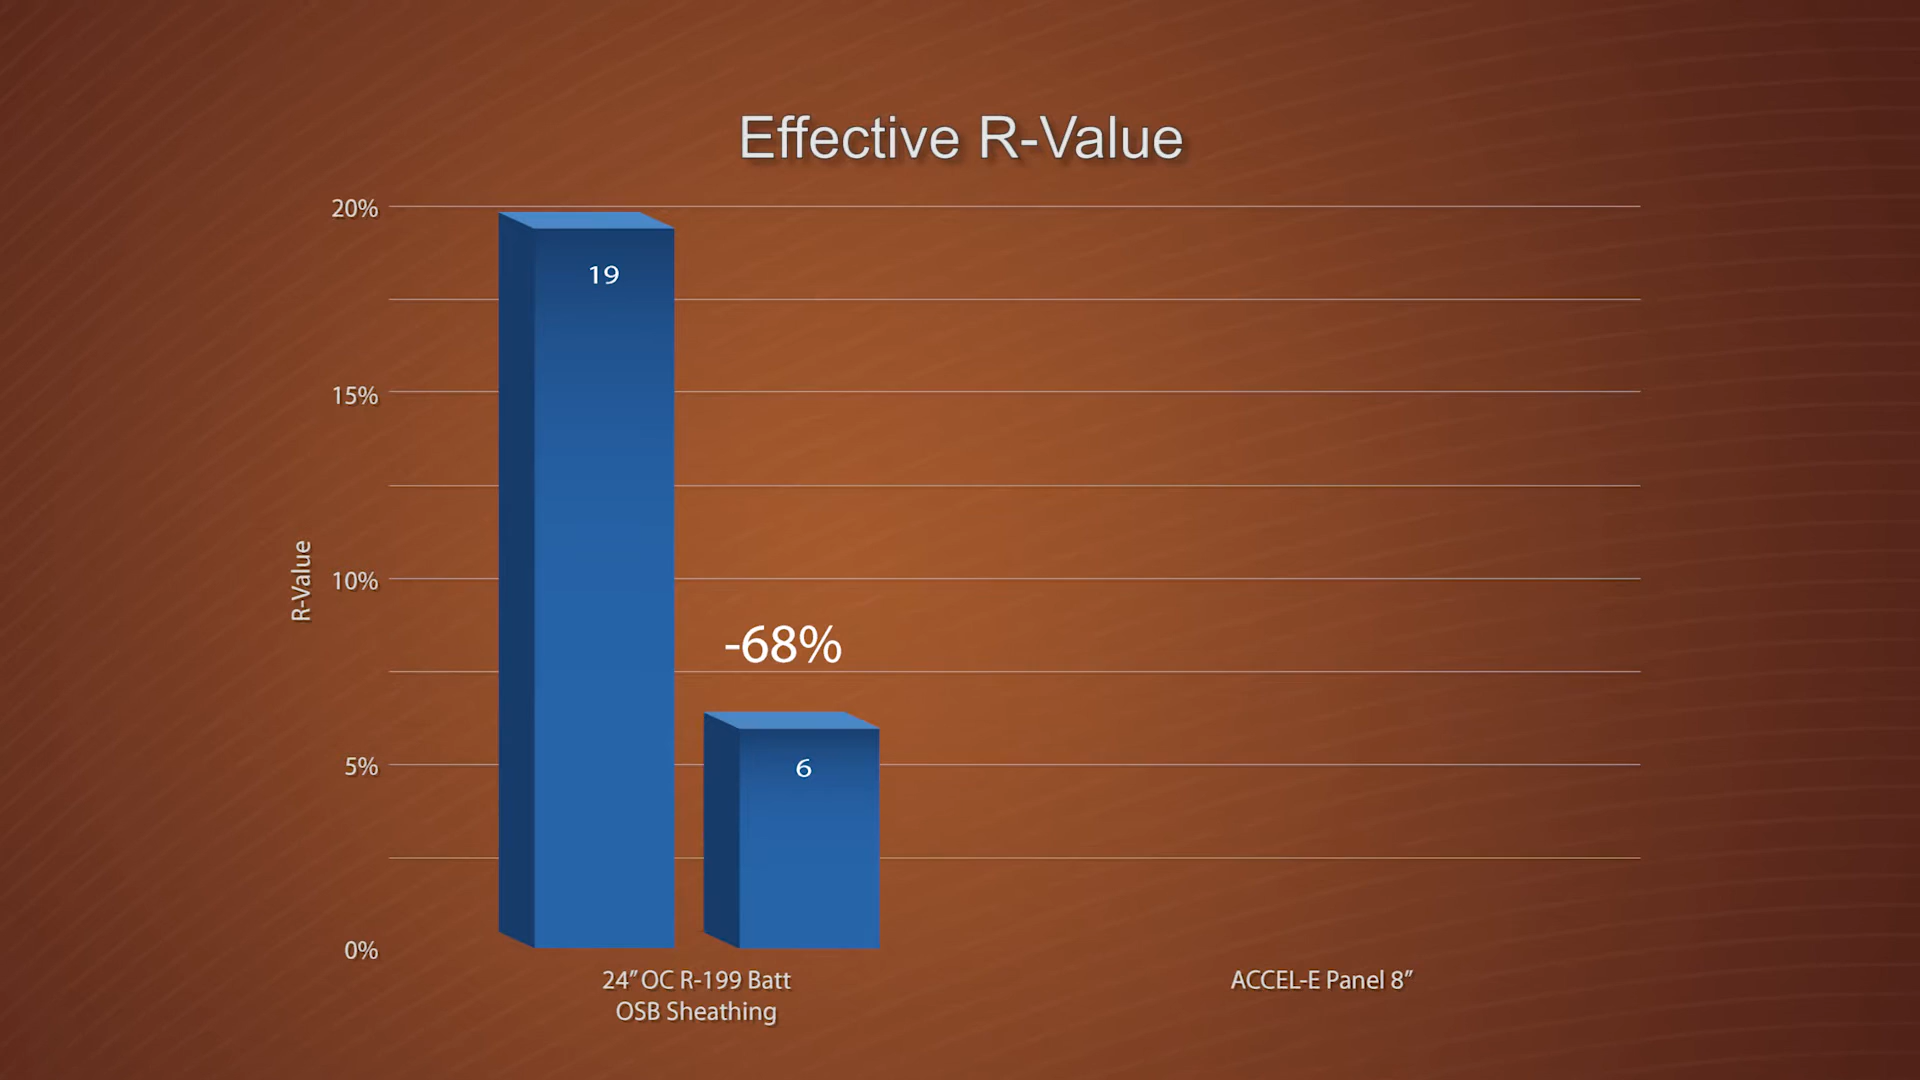 Effective R-Value
20%
19
15%
R-Value
10%
-68%
5%
6
0%
24” OC R-199 Batt
OSB Sheathing
ACCEL-E Panel 8”